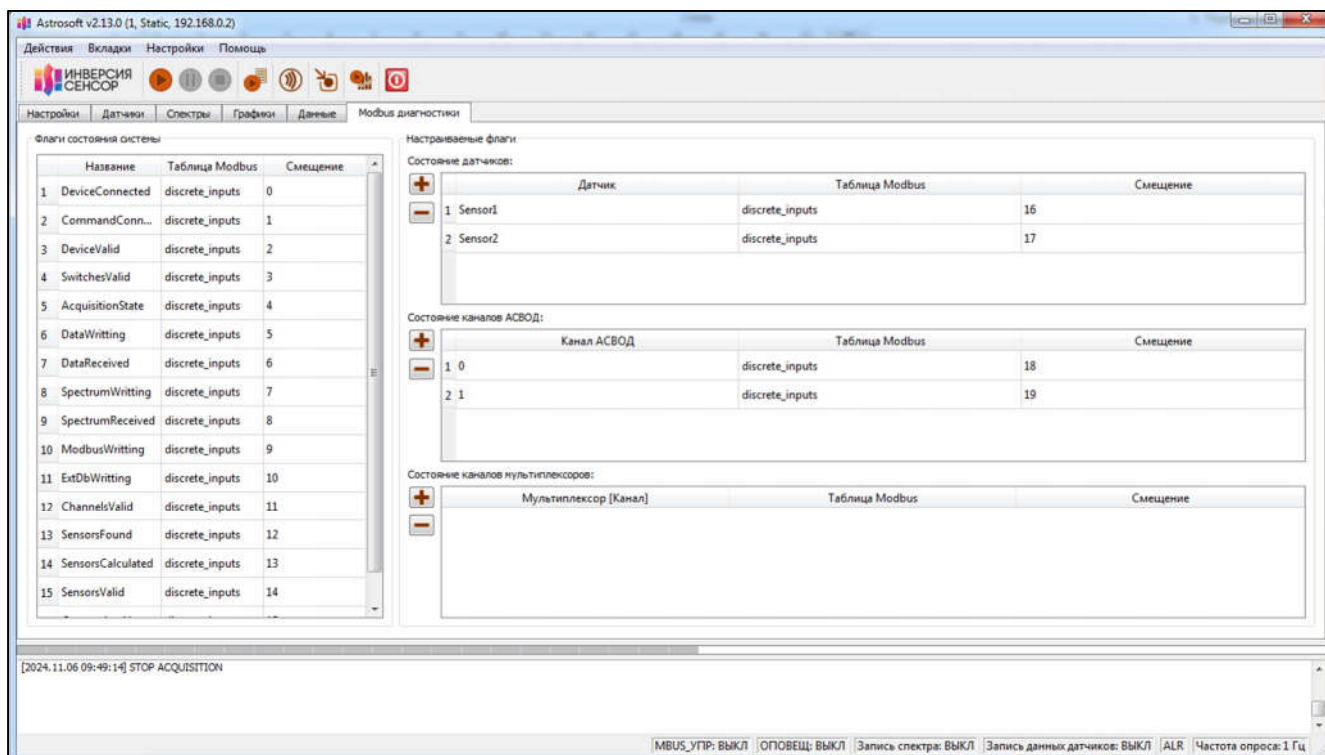 Astrosoft v2.13.0 (1, Static, 192.168.0.2)
Действия Вкладки Настройки Помощь
ИНВЕРСИЯ
СЕНСОР
Настройки Датчики Спектры Графики Данные Modbus диагностики
Флаги состояния системы
Название Таблица Modbus Смещение
1 DeviceConnected discrete_inputs 0
2 CommandConn... discrete_inputs 1
3 DeviceValid discrete_inputs 2
4 SwitchesValid discrete_inputs 3
5 AcquisitionState discrete_inputs 4
6 DataWritting discrete_inputs 5
7 DataReceived discrete_inputs 6
8 SpectrumWritting discrete_inputs 7
9 SpectrumReceived discrete_inputs 8
10 ModbusWritting discrete_inputs 9
11 ExtDbWritting discrete_inputs 10
12 ChannelsValid discrete_inputs 11
13 SensorsFound discrete_inputs 12
14 SensorsCalculated discrete_inputs 13
15 SensorsValid discrete_inputs 14
Настраиваемые флаги
Состояние датчиков:
Датчик Таблица Modbus Смещение
1 Sensor1 discrete_inputs 16
2 Sensor2 discrete_inputs 17
Состояние каналов АСВОД:
Канал АСВОД Таблица Modbus Смещение
1 0 discrete_inputs 18
2 1 discrete_inputs 19
Состояние каналов мультиплексоров:
Мультиплексор [Канал] Таблица Modbus Смещение
[2024.11.06 09:49:14] STOP ACQUISITION
MBUS_УПР: ВЫКЛ ОПОВЕЩ: ВЫКЛ Запись спектра: ВЫКЛ Запись данных датчиков: ВЫКЛ ALR Частота опроса: 1 Гц